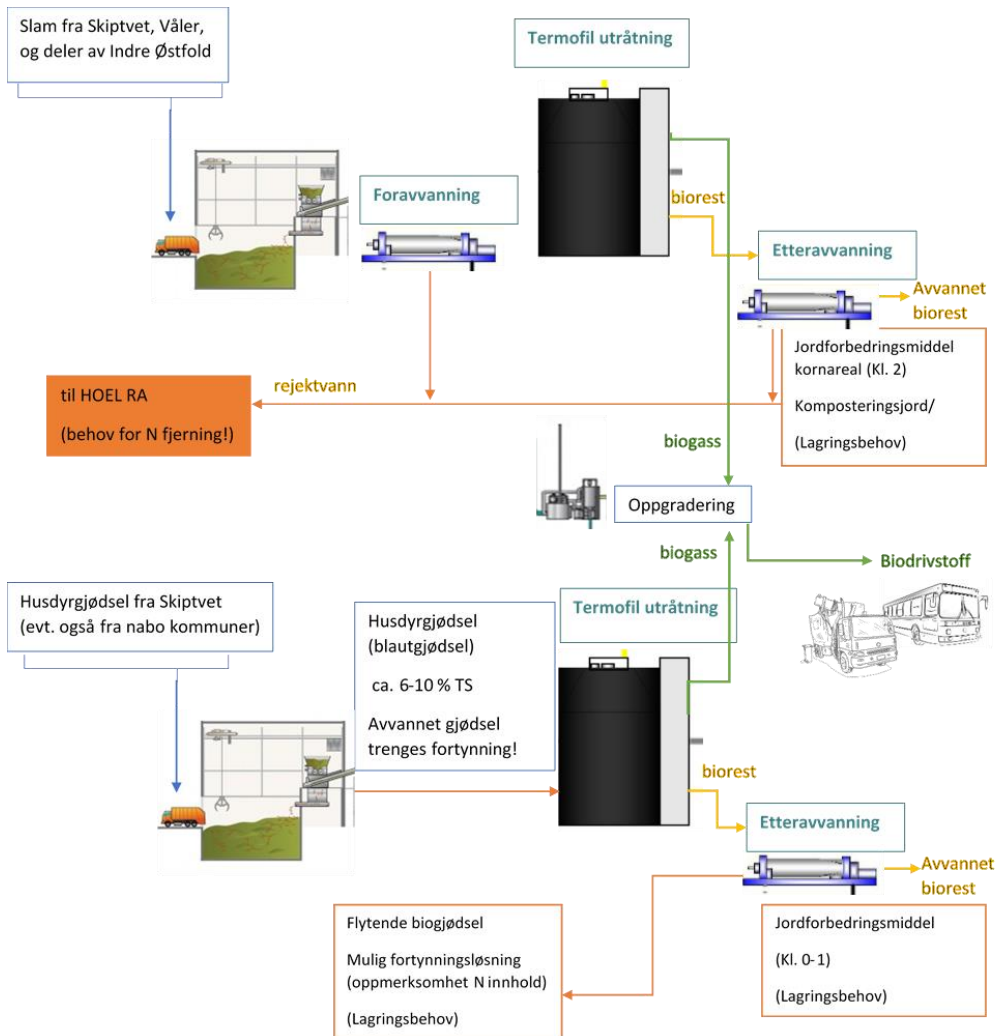 Slam fra Skiptvet, Våler,
og deler av Indre Østfold
Termofil utråtning
Foravvanning
biorest
Etteravvanning
Avvannet
biorest
Jordforbedringsmiddel
kornareal (Kl. 2)
Komposteringsjord/
(Lagringsbehov)
til HOEL RA
(behov for N fjerning!)
rejektvann
biogass
Oppgradering
biogass
Biodrivstoff
Husdyrgjødsel fra Skiptvet
(evt. også fra nabo kommuner)
Husdyrgjødsel
(blautgjødsel)
ca. 6-10 % TS
Avvannet gjødsel
trenges fortynning!
Termofil utråtning
biorest
Etteravvanning
Avvannet
biorest
Flytende biogjødsel
Mulig fortynningsløsning
(oppmerksomhet N innhold)
(Lagringsbehov)
Jordforbedringsmiddel
(Kl. 0-1)
(Lagringsbehov)